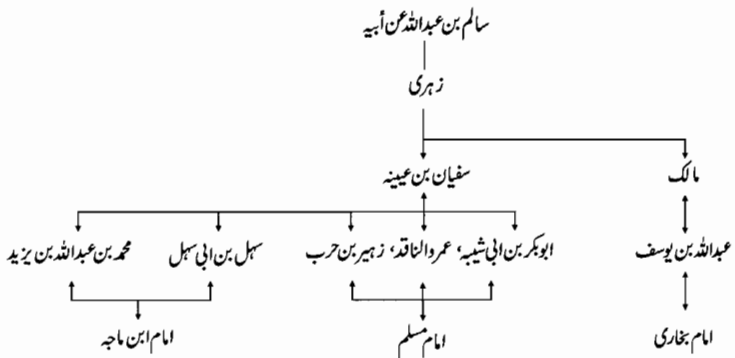 سالم بن عبداللہ عن أبیہ
زہری
مالک
سفیان بن عیینہ
عبداللہ بن یوسف
ابوبکر بن ابی شیبہ، عمرو الناقد، زہیر بن حرب
سہل بن ابی سہل
محمد بن عبداللہ بن یزید
امام بخاری
امام مسلم
امام ابن ماجہ